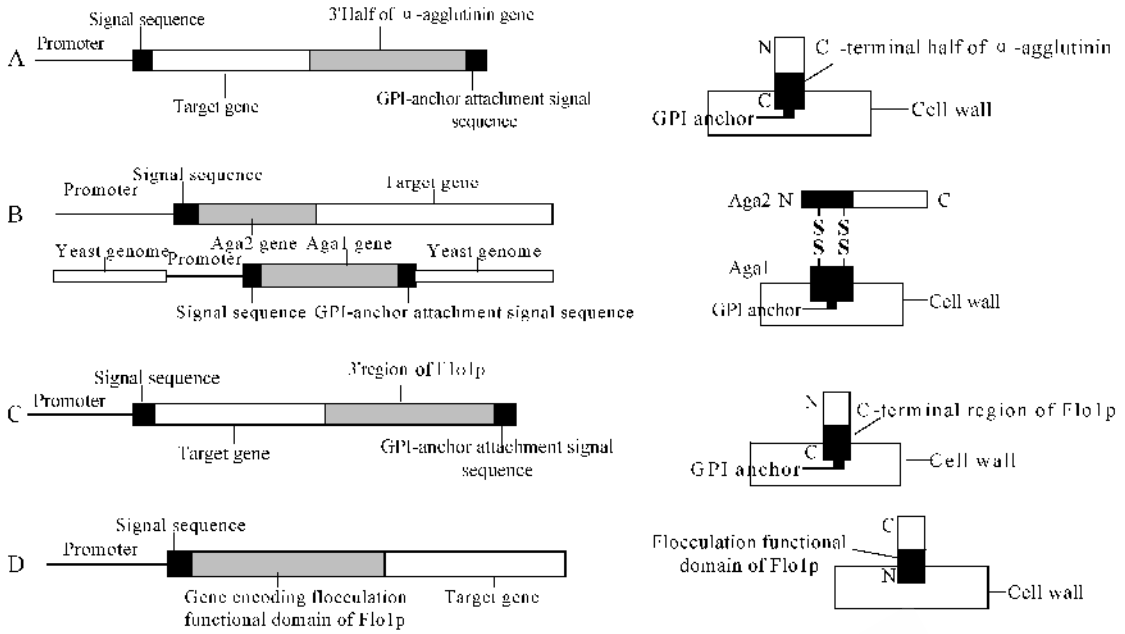 Signal sequence
3'Half of α-agglutinin gene
Promoter
A
Target gene
GPI-anchor attachment signal
sequence
N
C -terminal half of α-agglutinin
C
GPI anchor
Cell wall
Signal sequence
Target gene
Promoter
B
Aga2 gene
Aga1 gene
Yeast genome
Promoter
Yeast genome
Signal sequence
GPI-anchor attachment signal sequence
Aga2 N
C
S S
S S
Aga1
GPI anchor
Cell wall
Signal sequence
3'region of Flo1p
Promoter
C
Target gene
GPI-anchor attachment signal
sequence
N
C-terminal region of Flo1p
C
GPI anchor
Cell wall
Signal sequence
Promoter
D
Gene encoding flocculation
functional domain of Flo1p
Target gene
C
Flocculation functional
domain of Flo1p
N
Cell wall